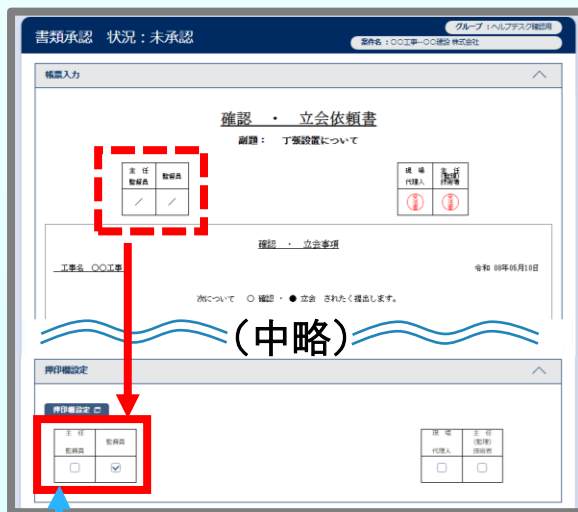 書類承認 状況：未承認
グループ：ヘルプデスク確認用
案件名：〇〇工事-〇〇建設 株式会社
帳票入力
確認 ・ 立会依頼書
副題： 丁張設置について
主 任
監督員
監督員
現 場
代理人
主 任
(監理)
技術者
／ ／
確認 ・ 立会事項
工事名 〇〇工事
令和 08年05月10日
次について ○ 確認 ・ ● 立会 されたく提出します。
(中略)
押印欄設定
押印欄設定
主 任
監督員
監督員
現 場
代理人
主 任
(監理)
技術者